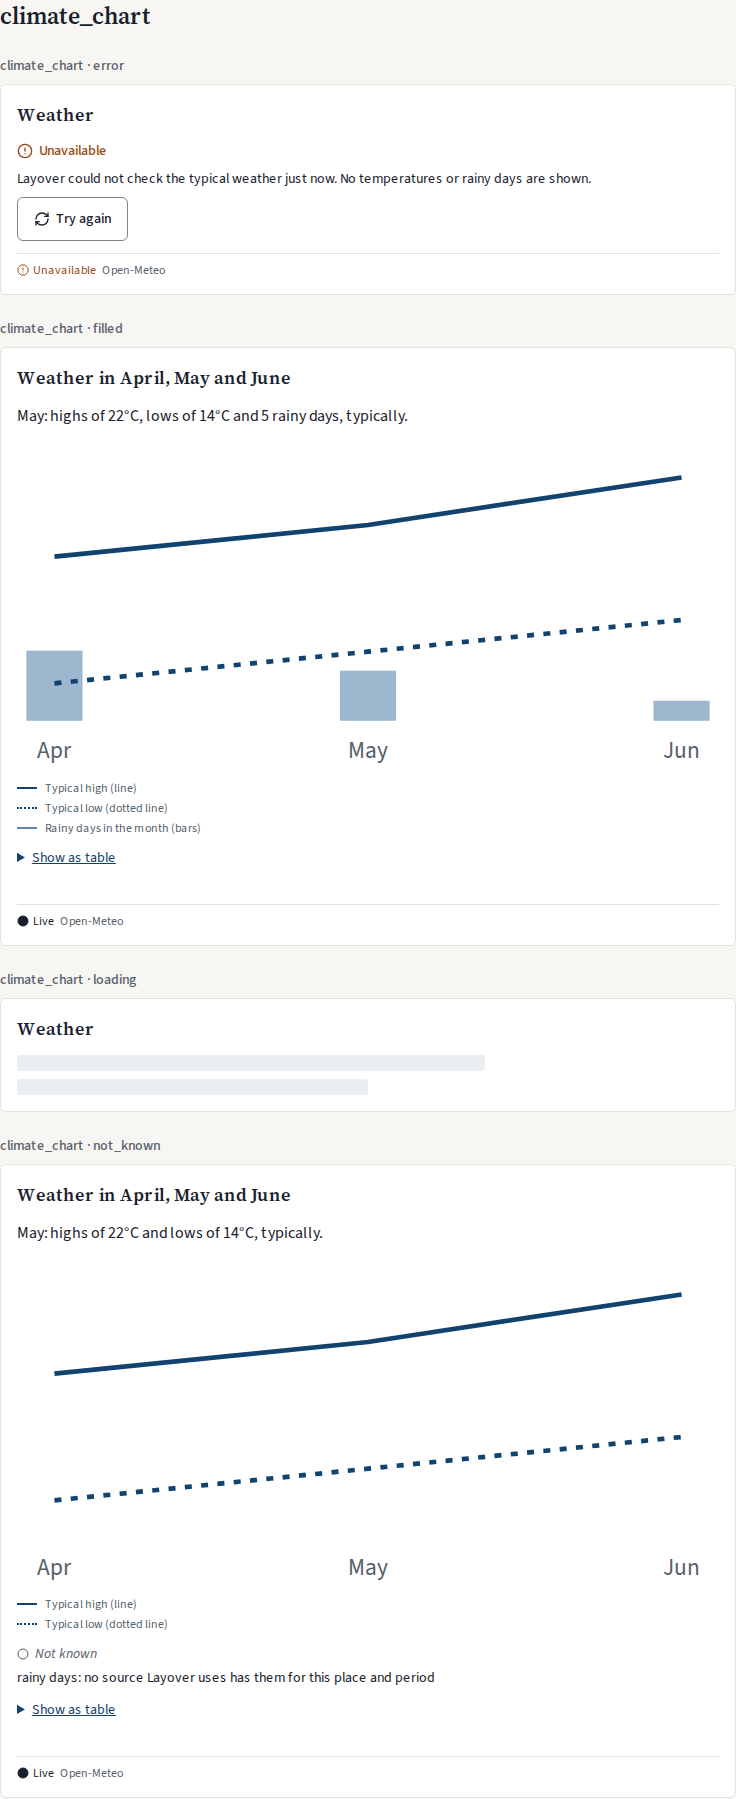 climate_chart
climate_chart · error
Weather
Unavailable
Layover could not check the typical weather just now. No temperatures or rainy days are shown.
Try again
Unavailable Open-Meteo
climate_chart · filled
Weather in April, May and June
May: highs of 22°C, lows of 14°C and 5 rainy days, typically.
Apr May Jun
Typical high (line)
Typical low (dotted line)
Rainy days in the month (bars)
Show as table
Live Open-Meteo
climate_chart · loading
Weather
climate_chart · not_known
Weather in April, May and June
May: highs of 22°C and lows of 14°C, typically.
Apr May Jun
Typical high (line)
Typical low (dotted line)
Not known
rainy days: no source Layover uses has them for this place and period
Show as table
Live Open-Meteo